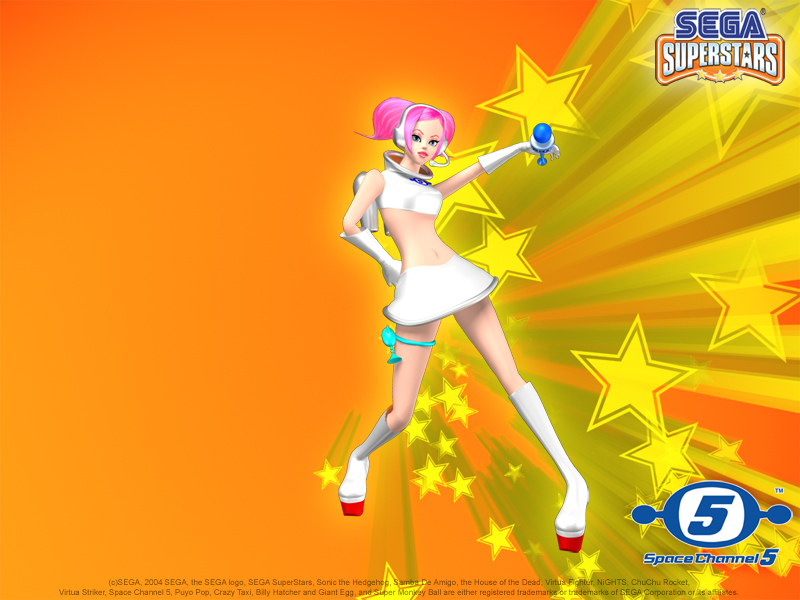 SEGA®
SUPERSTARS
5 TM
Space Channel 5
(c)SEGA, 2004 SEGA, the SEGA logo, SEGA SuperStars, Sonic the Hedgehog, Samba De Amigo, the House of the Dead, Virtua Fighter, NiGHTS, ChuChu Rocket,
Virtua Striker, Space Channel 5, Puyo Pop, Crazy Taxi, Billy Hatcher and Giant Egg, and Super Monkey Ball are either registered trademarks or trademarks of SEGA Corporation or its affiliates.